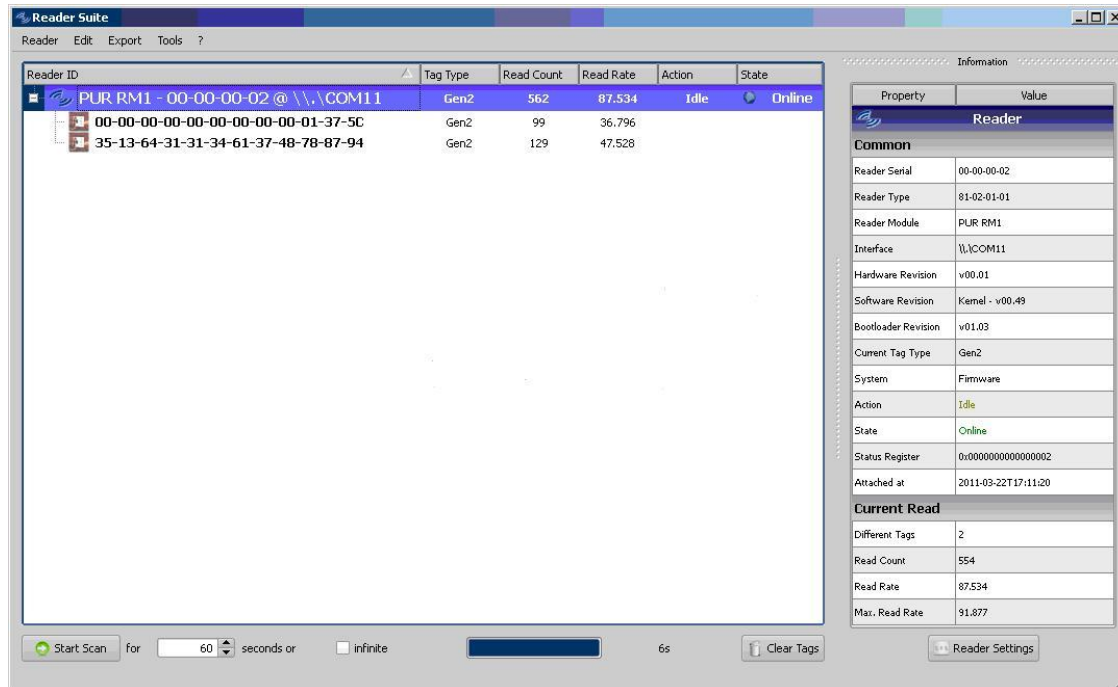 Reader Suite
Reader Edit Export Tools ?
Reader ID Tag Type Read Count Read Rate Action State
PUR RM1 - 00-00-00-02 @ \\.\COM11 Gen2 562 87.534 Idle Online
00-00-00-00-00-00-00-00-00-01-37-5C Gen2 99 36.796
35-13-64-31-31-34-61-37-48-78-87-94 Gen2 129 47.528
Start Scan for 60 seconds or infinite 6s Clear Tags
Information
Property Value
Reader
Common
Reader Serial 00-00-00-02
Reader Type 81-02-01-01
Reader Module PUR RM1
Interface \\.\COM11
Hardware Revision v00.01
Software Revision Kernel - v00.49
Bootloader Revision v01.03
Current Tag Type Gen2
System Firmware
Action Idle
State Online
Status Register 0x0000000000000002
Attached at 2011-03-22T17:11:20
Current Read
Different Tags 2
Read Count 554
Read Rate 87.534
Max. Read Rate 91.877
Reader Settings